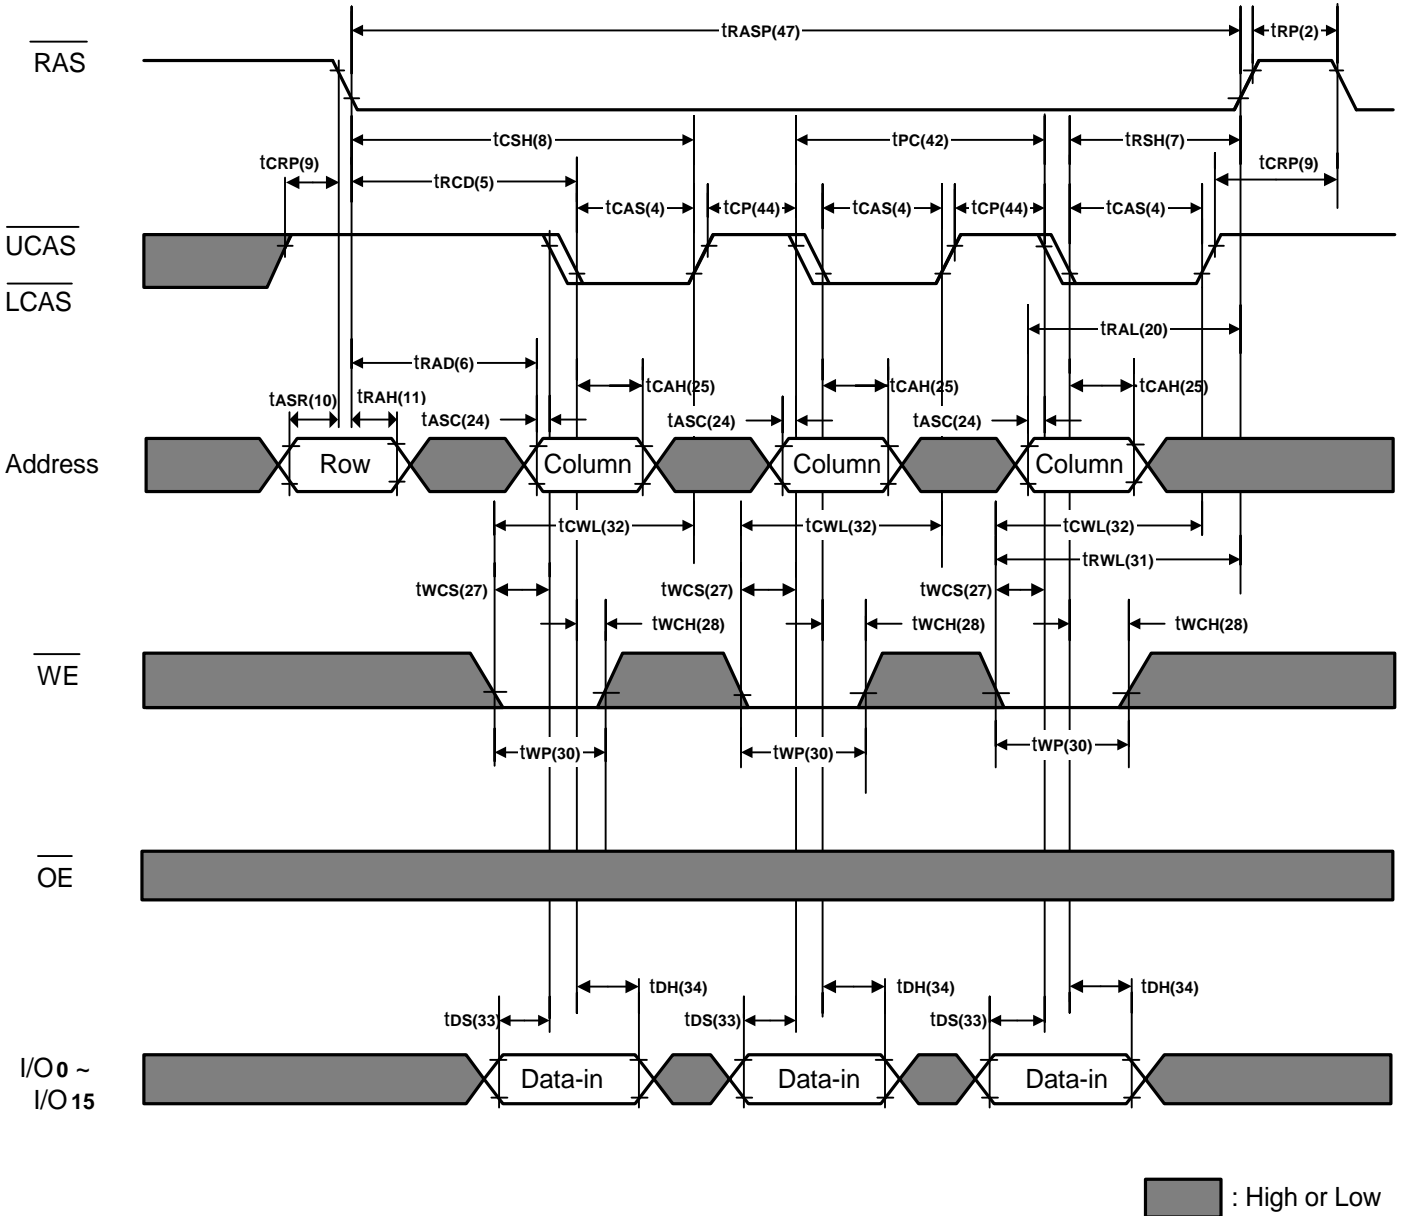 tRASP(47) tRP(2)
RAS
tCSH(8) tPC(42) tRSH(7)
tCRP(9) tCRP(9)
tRCD(5)
tCAS(4) tCP(44) tCAS(4) tCP(44) tCAS(4)
UCAS
LCAS
tRAL(20)
tRAD(6)
tCAH(25) tCAH(25) tCAH(25)
tASR(10) tRAH(11)
tASC(24) tASC(24) tASC(24)
Address Row Column Column Column
tCWL(32) tCWL(32) tCWL(32)
tRWL(31)
tWCS(27) tWCS(27) tWCS(27)
tWCH(28) tWCH(28) tWCH(28)
WE
tWP(30) tWP(30) tWP(30)
OE
tDH(34) tDH(34) tDH(34)
tDS(33) tDS(33) tDS(33)
I/O 0 ~
I/O 15
Data-in Data-in Data-in
: High or Low